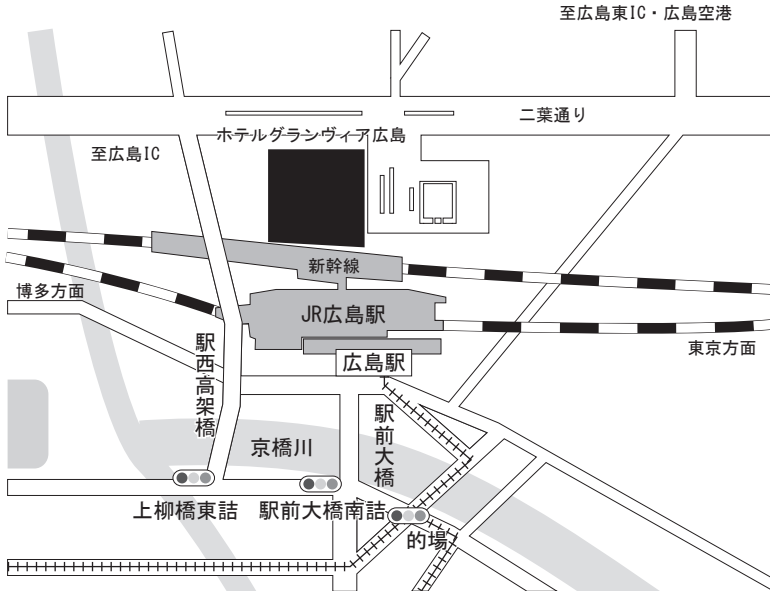 至広島東IC・広島空港
二葉通り
ホテルグランヴィア広島
至広島IC
新幹線
博多方面
JR広島駅
東京方面
広島駅
駅西高架橋
駅前大橋
京橋川
上柳橋東詰
駅前大橋南詰
的場